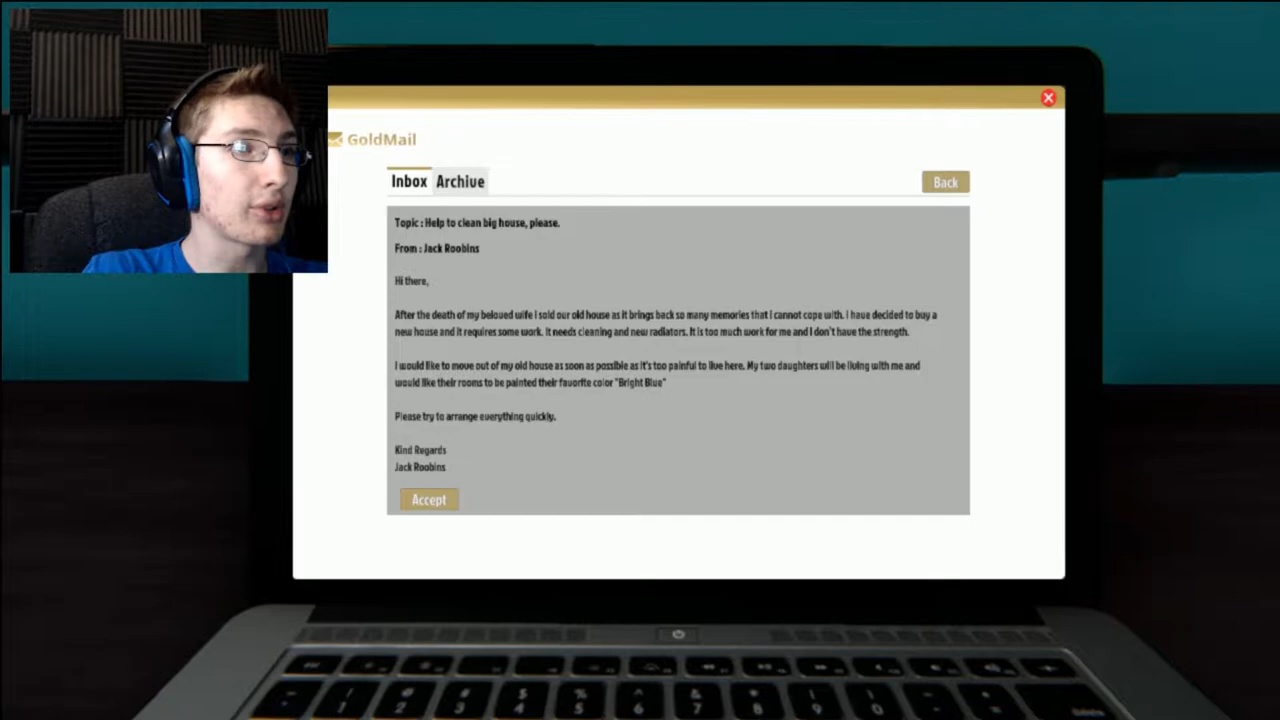 GoldMail
Inbox Archive
Back
Topic : Help to clean big house, please.
From : Jack Roobins
Hi there,
After the death of my beloved wife I sold our old house as it brings back so many memories that I cannot cope with. I have decided to buy a
new house and it requires some work. It needs cleaning and new radiators. It is too much work for me and I don't have the strength.
I would like to move out of my old house as soon as possible as it's too painful to live here. My two daughters will be living with me and
would like their rooms to be painted their favorite color "Bright Blue"
Please try to arrange everything quickly.
Kind Regards
Jack Roobins
Accept